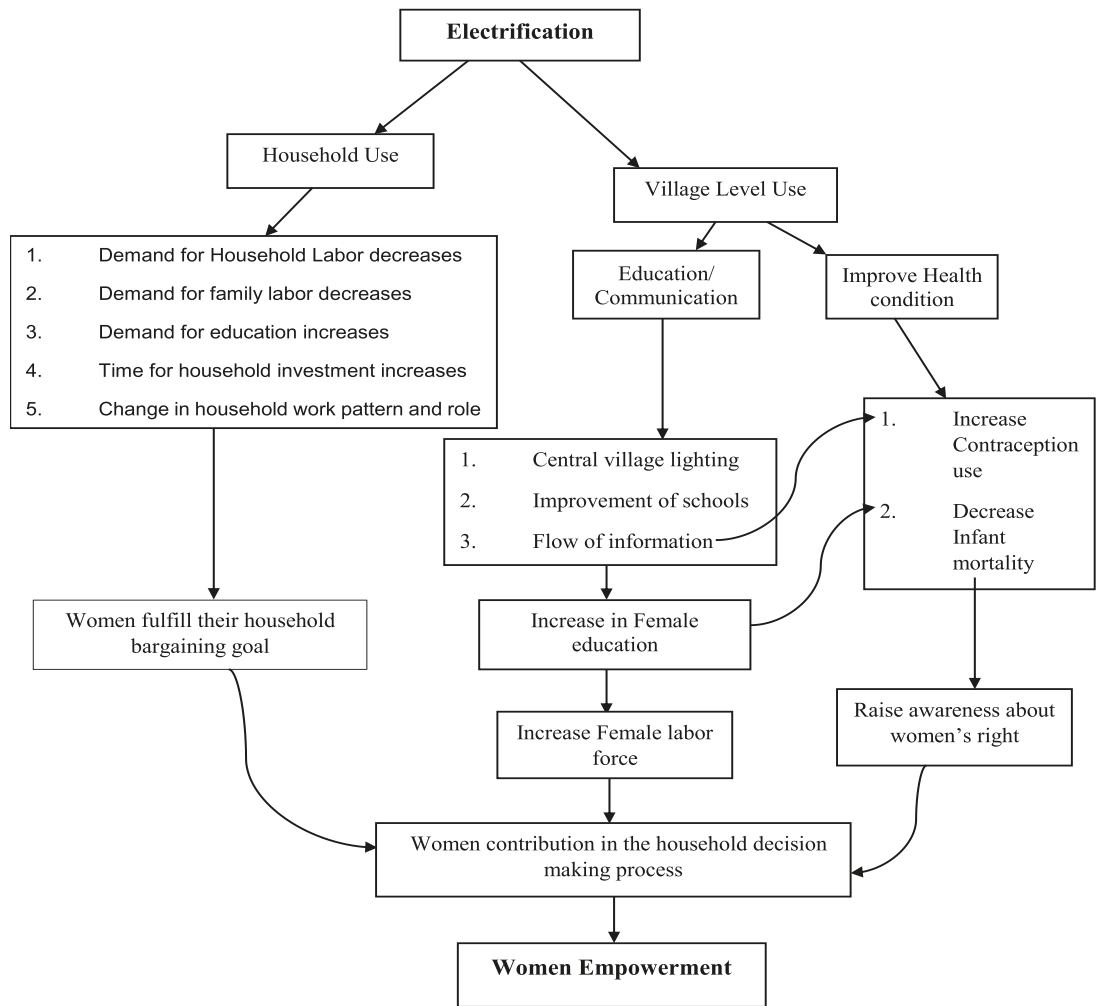 Electrification
Household Use
Village Level Use
1. Demand for Household Labor decreases
2. Demand for family labor decreases
3. Demand for education increases
4. Time for household investment increases
5. Change in household work pattern and role
Education/
Communication
Improve Health
condition
1. Central village lighting
2. Improvement of schools
3. Flow of information
1. Increase
Contraception
use
2. Decrease
Infant
mortality
Women fulfill their household
bargaining goal
Increase in Female
education
Increase Female labor
force
Raise awareness about
women's right
Women contribution in the household decision
making process
Women Empowerment